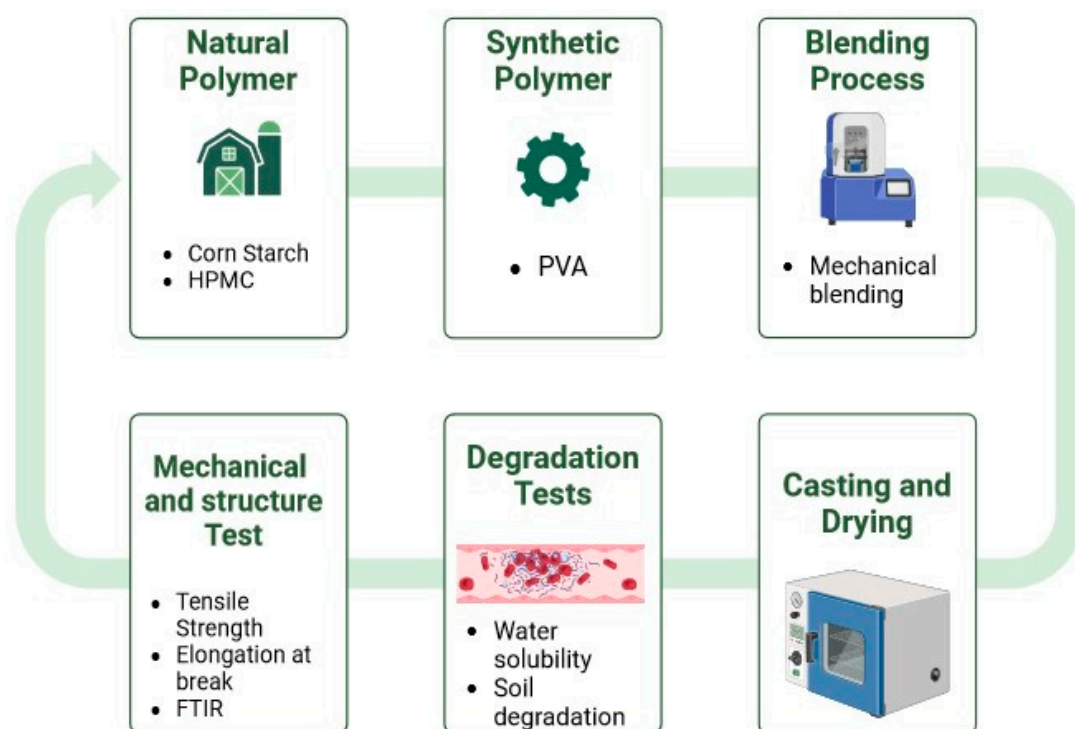 Natural
Polymer
• Corn Starch
• HPMC
Synthetic
Polymer
• PVA
Blending
Process
• Mechanical
blending
Mechanical
and structure
Test
• Tensile
Strength
• Elongation at
break
• FTIR
Degradation
Tests
• Water
solubility
• Soil
degradation
Casting and
Drying